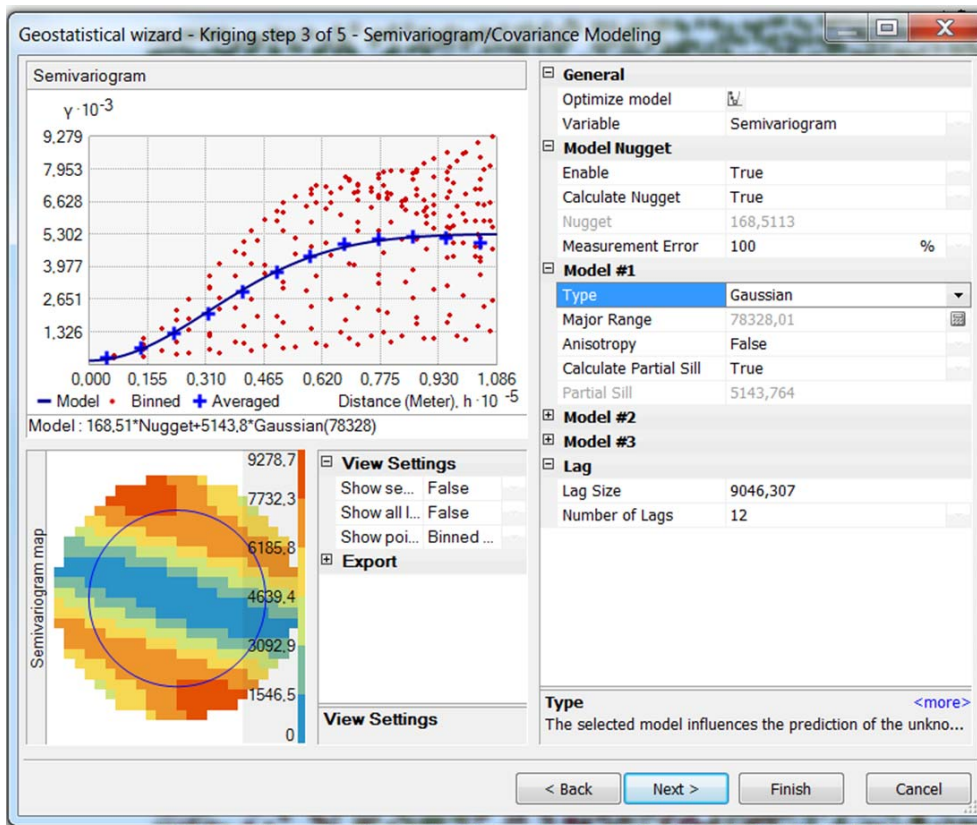 Geostatistical wizard - Kriging step 3 of 5 - Semivariogram/Covariance Modeling
Semivariogram
γ · 10⁻³
9,279
7,953
6,628
5,302
3,977
2,651
1,326
0,000 0,155 0,310 0,465 0,620 0,775 0,930 1,086
Model Binned Averaged Distance (Meter), h · 10⁻⁵
Model : 168,51*Nugget+5143,8*Gaussian(78328)
Semivariogram map
9278,7
7732,3
6185,8
4639,4
3092,9
1546,5
0
View Settings
Show se... False
Show all l... False
Show poi... Binned ...
Export
View Settings
General
Optimize model
Variable Semivariogram
Model Nugget
Enable True
Calculate Nugget True
Nugget 168,5113
Measurement Error 100 %
Model #1
Type Gaussian
Major Range 78328,01
Anisotropy False
Calculate Partial Sill True
Partial Sill 5143,764
Model #2
Model #3
Lag
Lag Size 9046,307
Number of Lags 12
Type <more>
The selected model influences the prediction of the unkno...
< Back Next > Finish Cancel